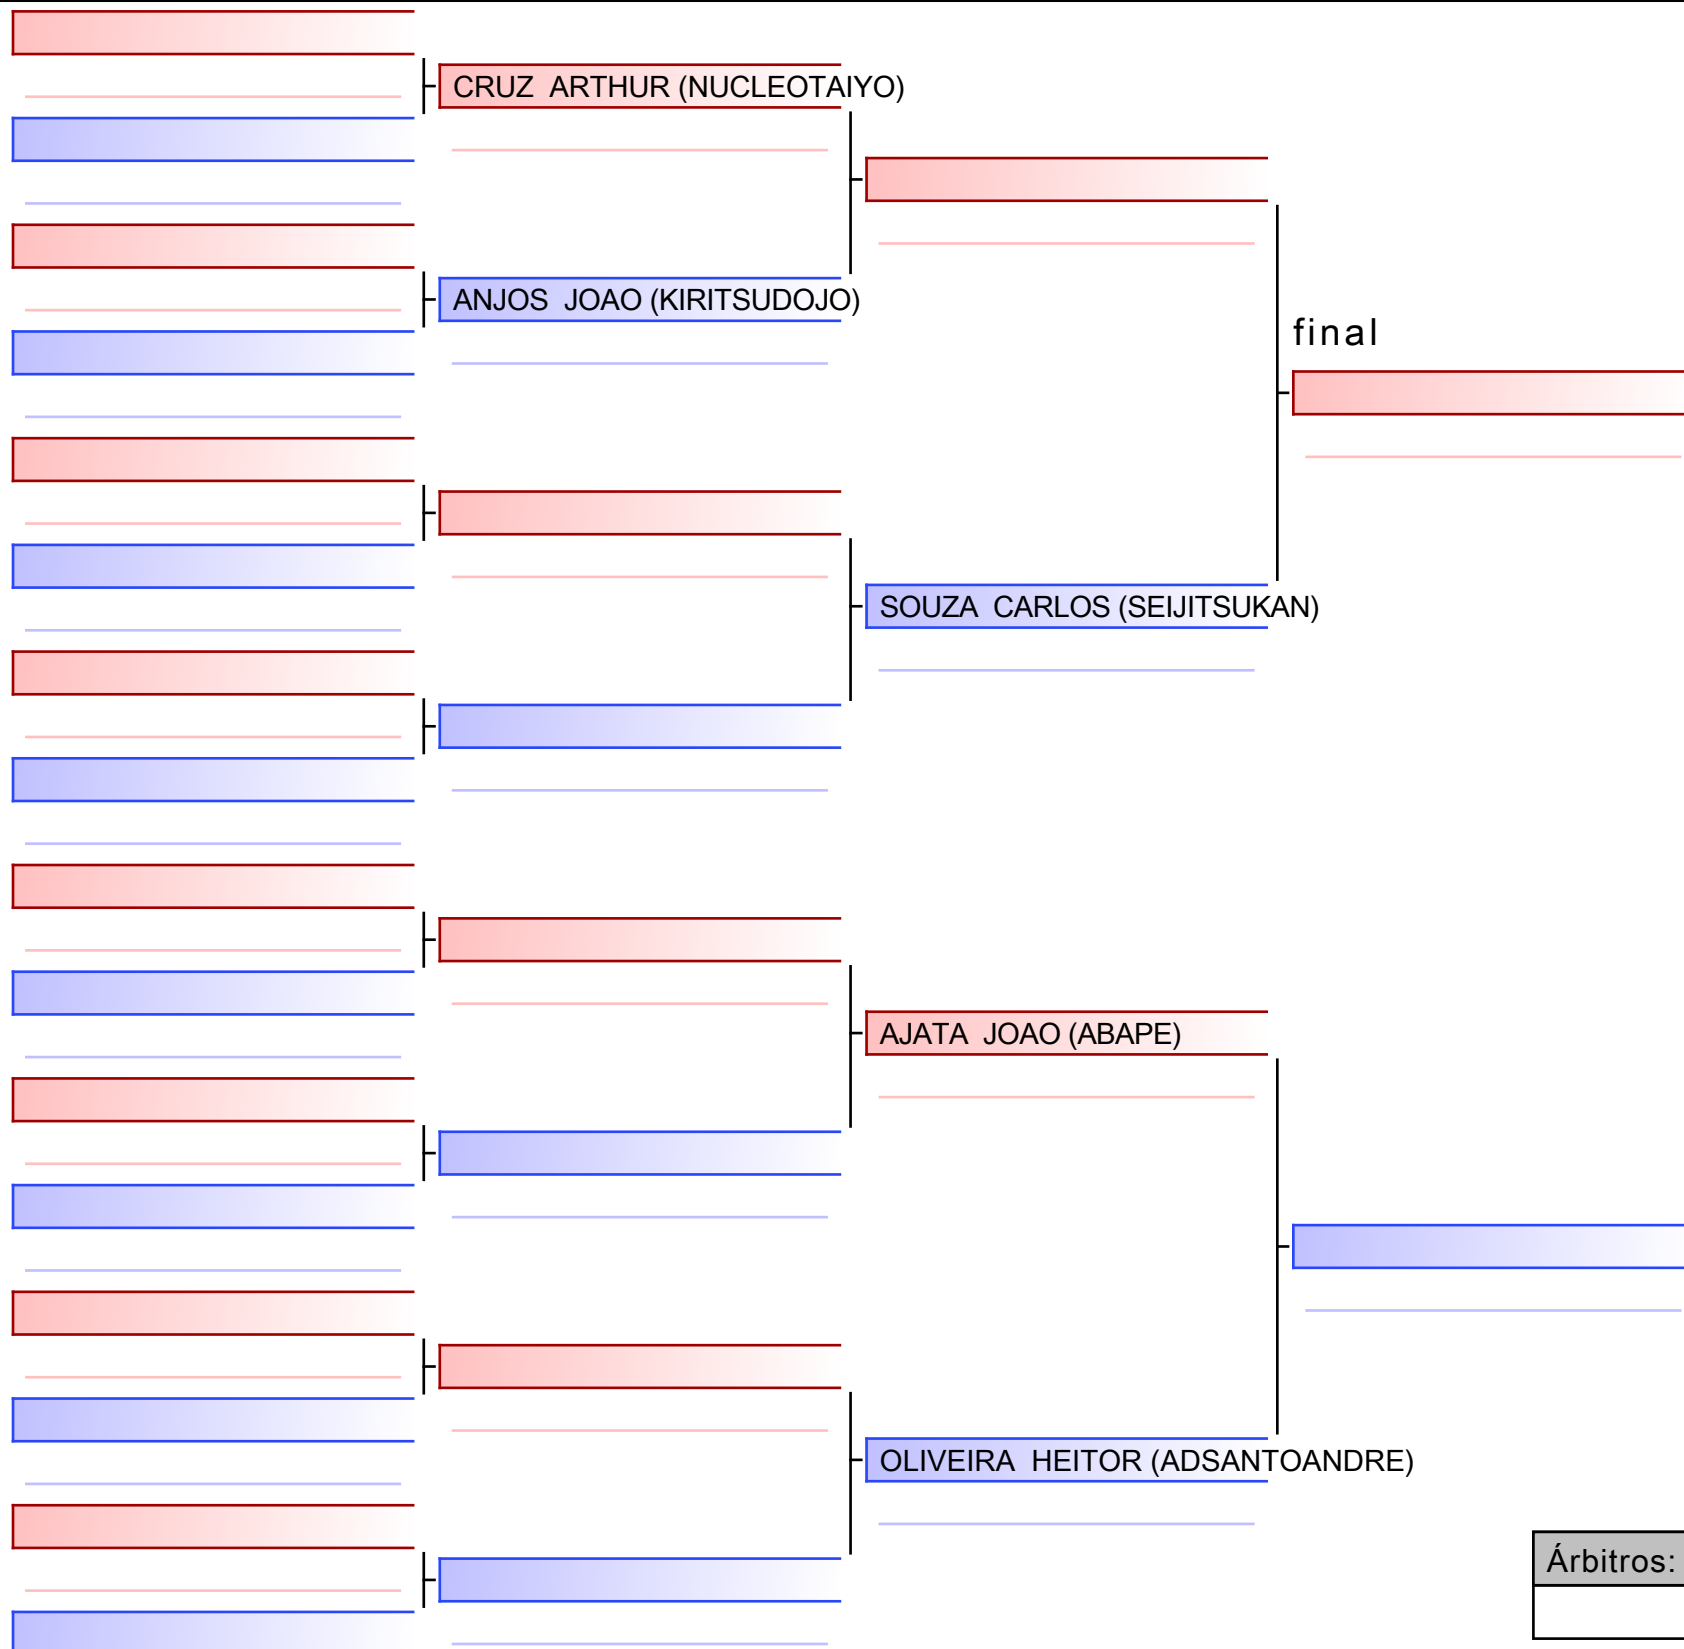 CRUZ  ARTHUR (NUCLEOTAIYO)
ANJOS  JOAO (KIRITSUDOJO)
final
SOUZA  CARLOS (SEIJITSUKAN)
AJATA  JOAO (ABAPE)
OLIVEIRA  HEITOR (ADSANTOANDRE)
Árbitros: